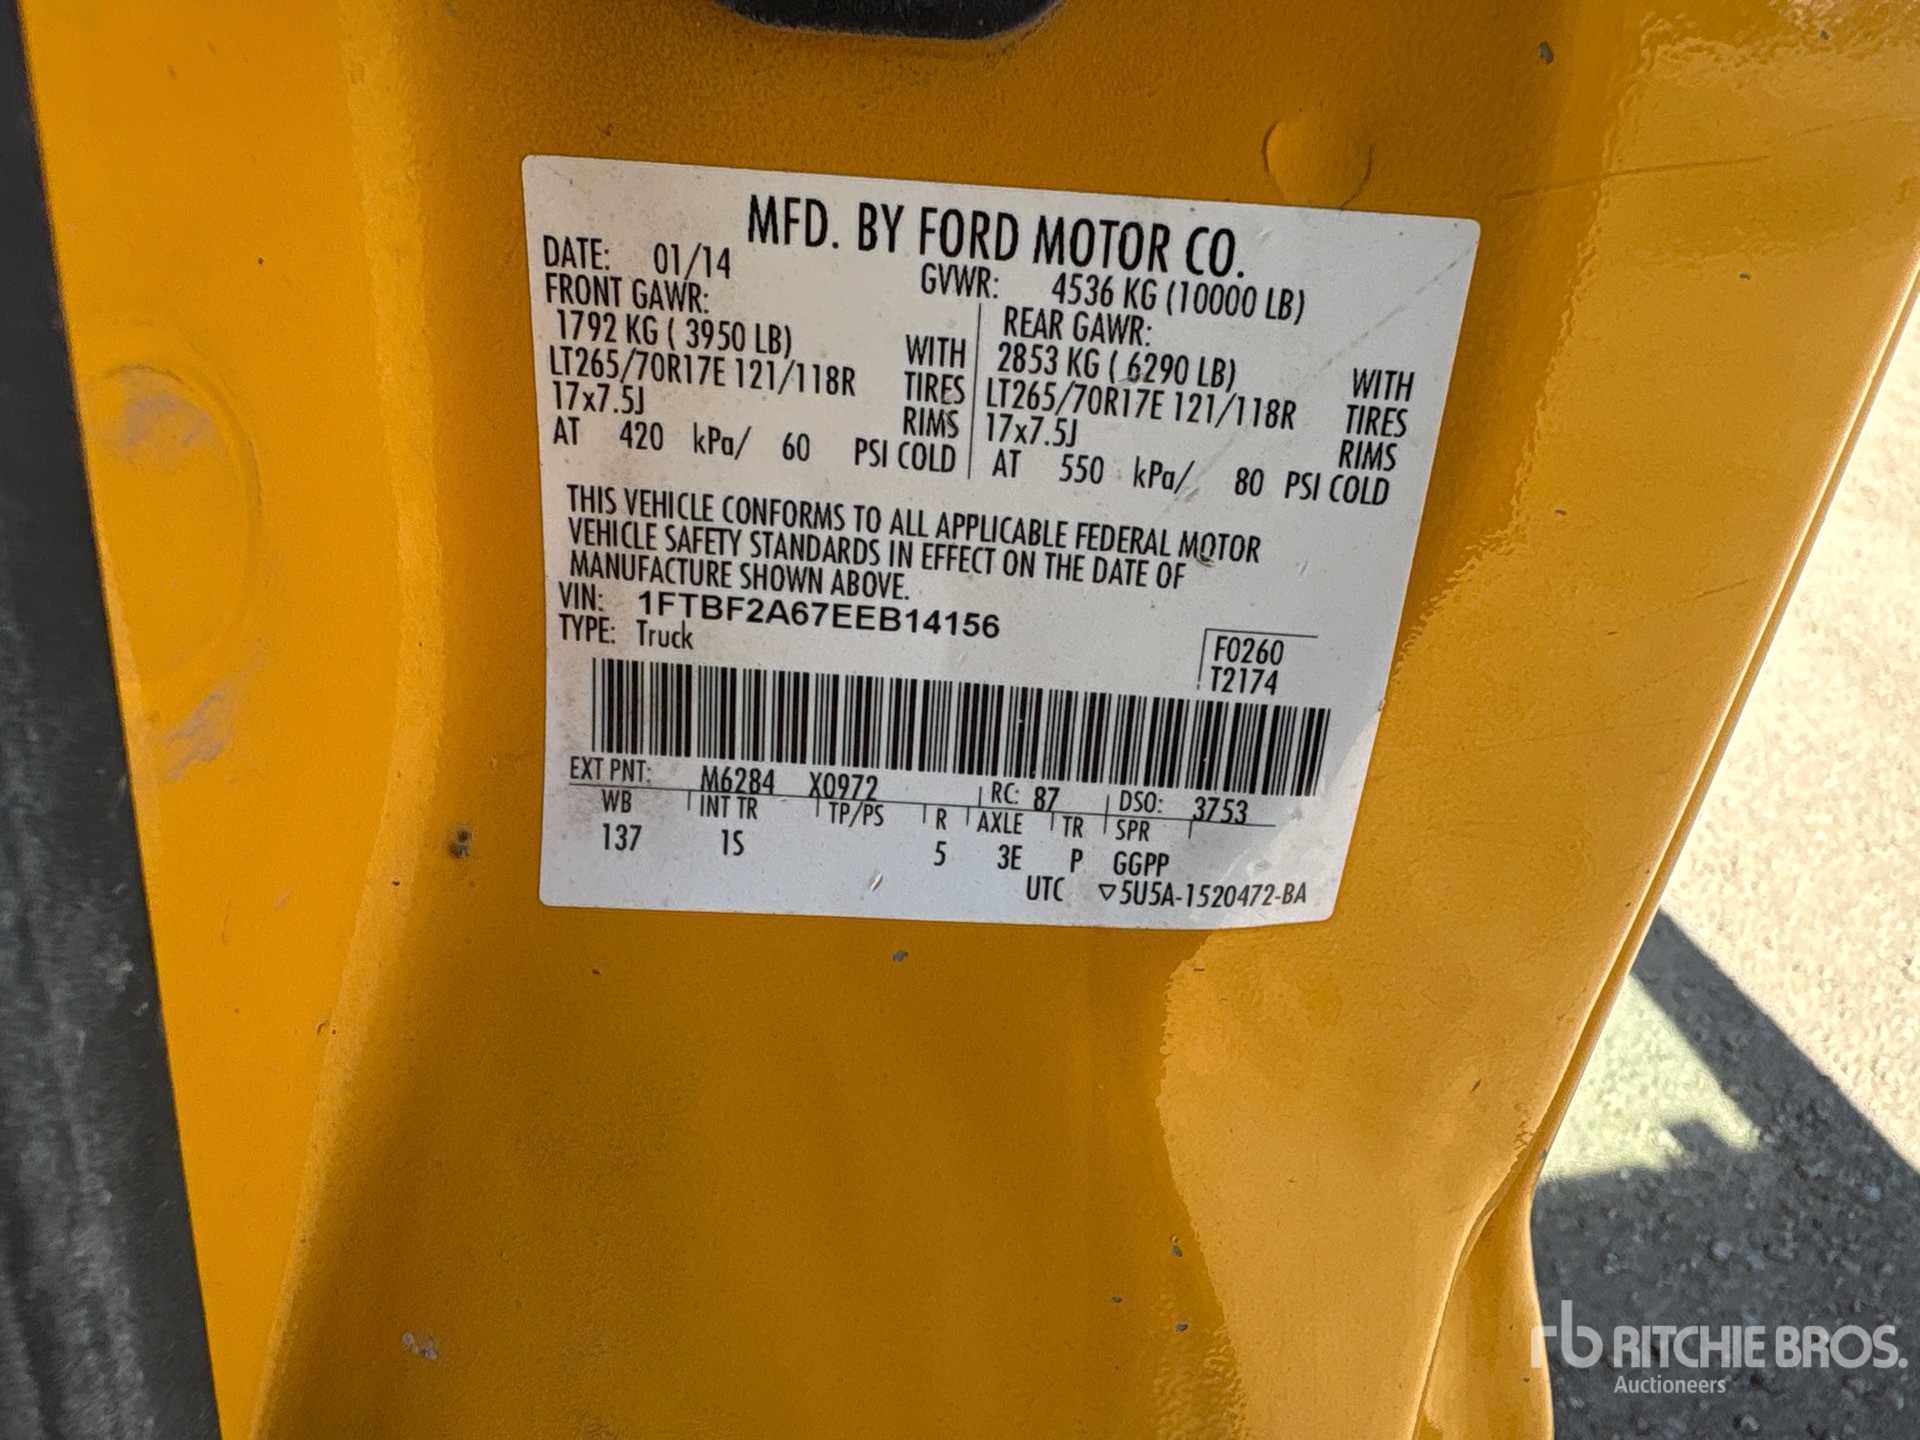 MFD. BY FORD MOTOR CO.
DATE: 01/14 GVWR: 4536 KG (10000 LB)
FRONT GAWR: REAR GAWR:
1792 KG ( 3950 LB) WITH 2853 KG ( 6290 LB) WITH
LT265/70R17E 121/118R TIRES LT265/70R17E 121/118R TIRES
17x7.5J RIMS 17x7.5J RIMS
AT 420 kPa/ 60 PSI COLD AT 550 kPa/ 80 PSI COLD
THIS VEHICLE CONFORMS TO ALL APPLICABLE FEDERAL MOTOR
VEHICLE SAFETY STANDARDS IN EFFECT ON THE DATE OF
MANUFACTURE SHOWN ABOVE.
VIN: 1FTBF2A67EEB14156
TYPE: Truck
F0260
T2174
EXT PNT: M6284 X0972 RC: 87 DSO: 3753
WB INT TR TP/PS R AXLE TR SPR
137 1S 5 3E P GGPP
UTC ▽5U5A-1520472-BA
rb RITCHIE BROS.
Auctioneers